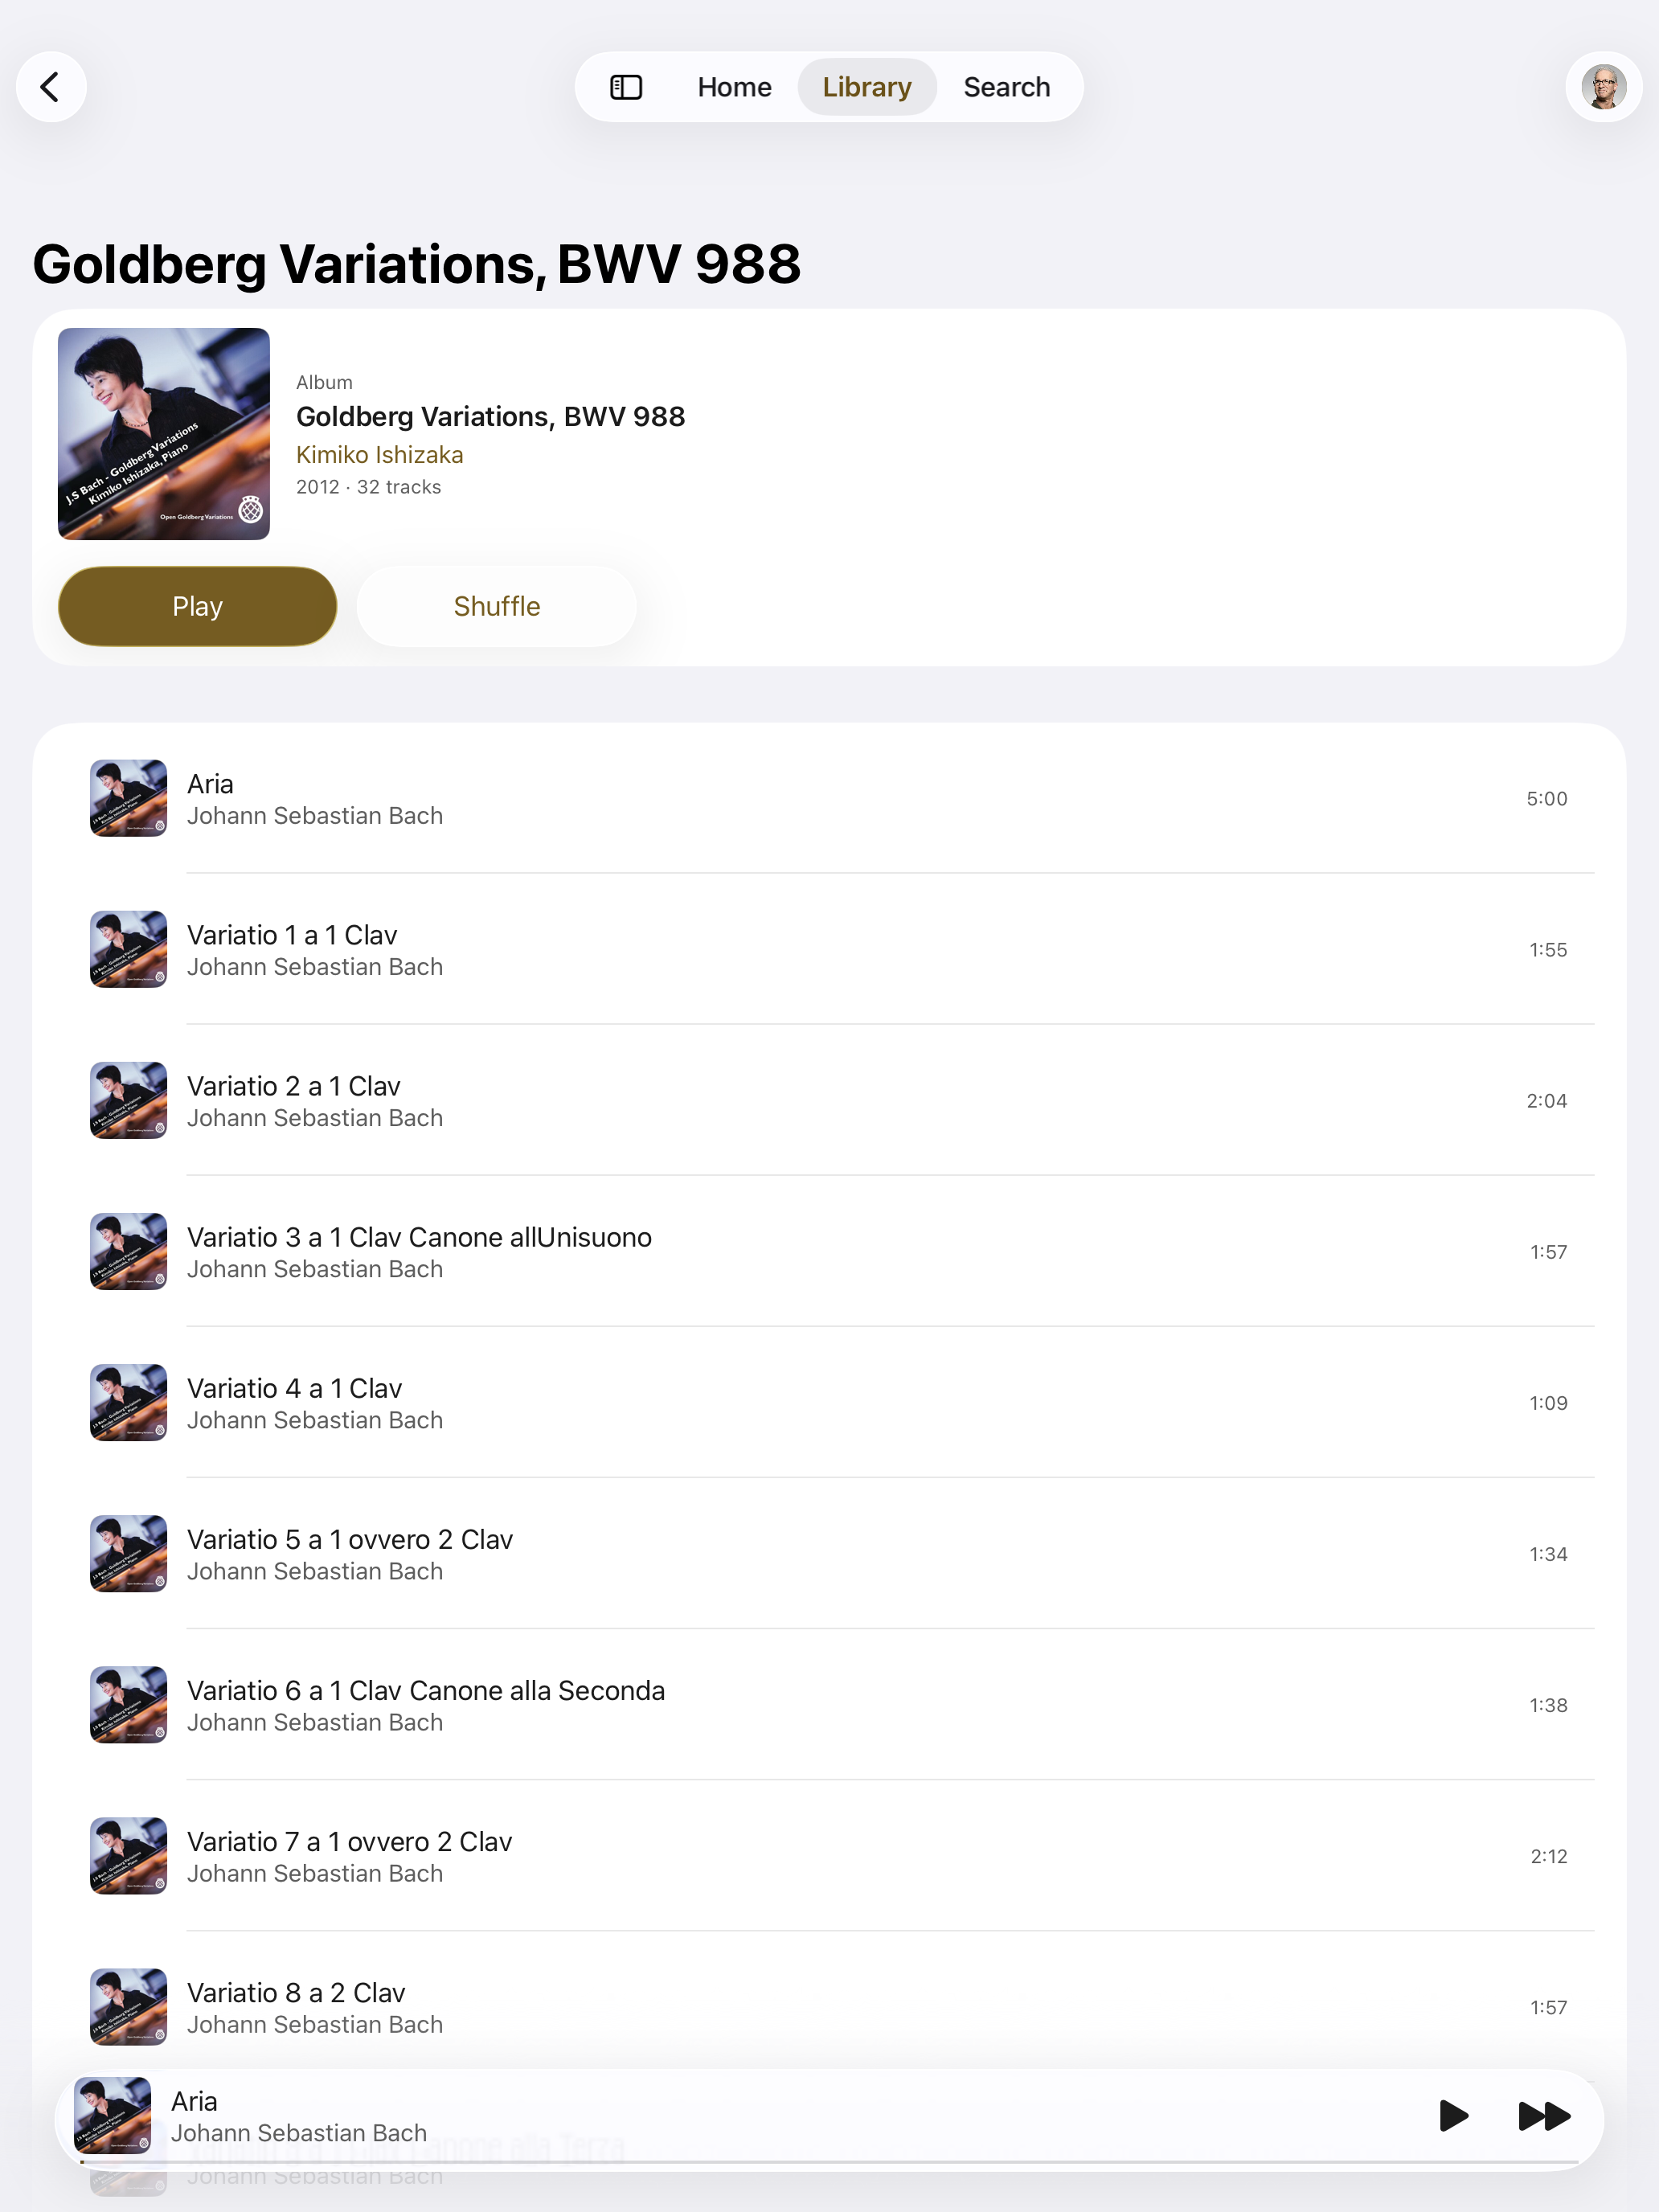 Home
Library
Search
Goldberg Variations, BWV 988
J.S Bach - Goldberg Variations
Kimiko Ishizaka, Piano
Open Goldberg Variations
Album
Goldberg Variations, BWV 988
Kimiko Ishizaka
2012 · 32 tracks
Play
Shuffle
Aria
Johann Sebastian Bach
5:00
Variatio 1 a 1 Clav
Johann Sebastian Bach
1:55
Variatio 2 a 1 Clav
Johann Sebastian Bach
2:04
Variatio 3 a 1 Clav Canone allUnisuono
Johann Sebastian Bach
1:57
Variatio 4 a 1 Clav
Johann Sebastian Bach
1:09
Variatio 5 a 1 ovvero 2 Clav
Johann Sebastian Bach
1:34
Variatio 6 a 1 Clav Canone alla Seconda
Johann Sebastian Bach
1:38
Variatio 7 a 1 ovvero 2 Clav
Johann Sebastian Bach
2:12
Variatio 8 a 2 Clav
Johann Sebastian Bach
1:57
Aria
Johann Sebastian Bach
Canone alla Terza
Johann Sebastian Bach